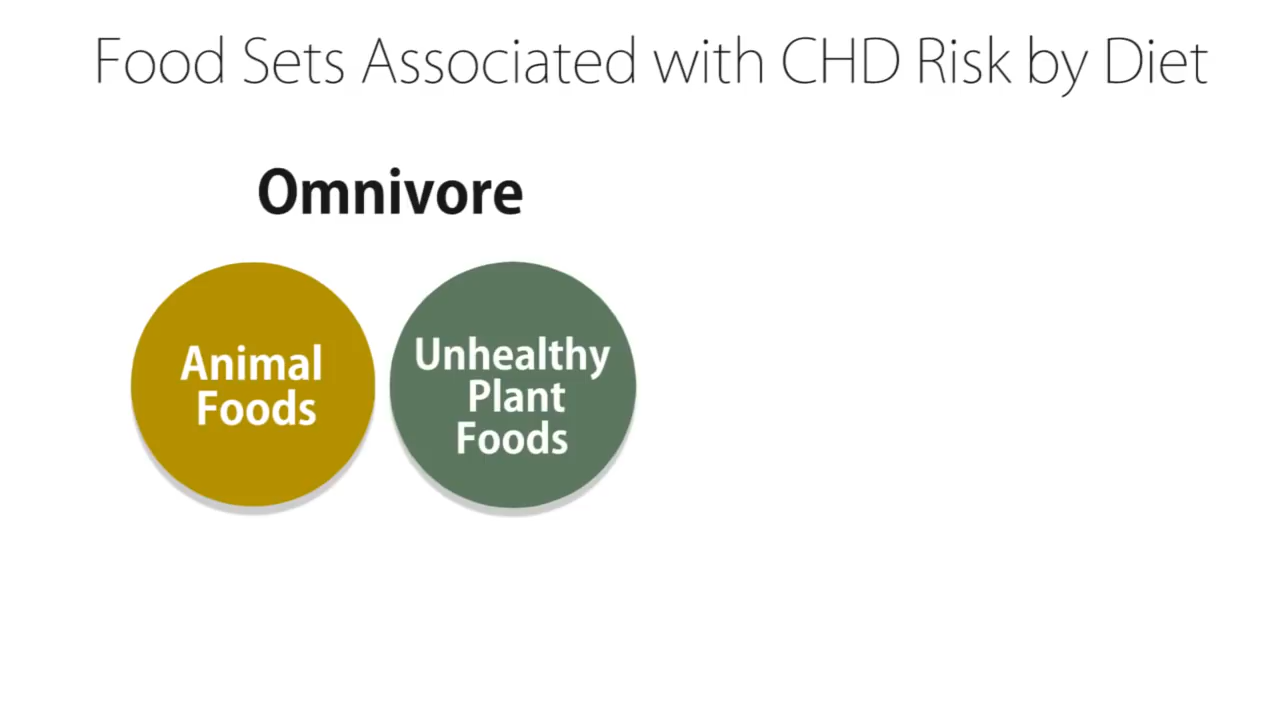 Food Sets Associated with CHD Risk by Diet
Omnivore
Animal
Foods
Unhealthy
Plant
Foods